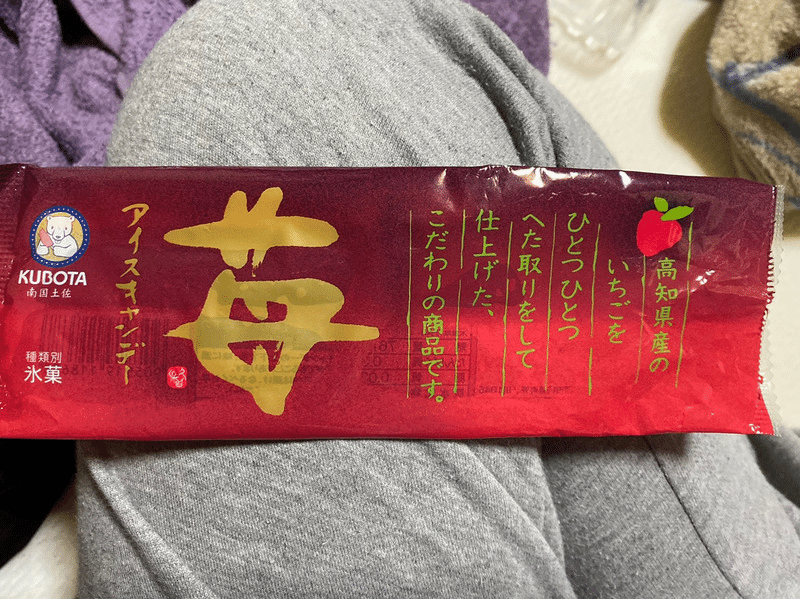 高知県産の
いちごを
ひとつひとつ
へた取りをして
仕上げた、
こだわりの商品です。
苺
アイスキャンデー
KUBOTA
南国土佐
種類別
氷菓